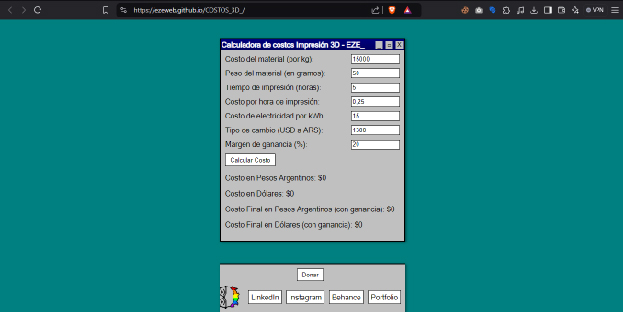 https://ezeweb.github.io/COSTOS_3D_/
VPN
Calculadora de costos Impresión 3D - EZE_
Costo del material (por kg)
15000
Peso del material (en gramos):
50
Tiempo de impresión (horas):
5
Costo por hora de impresión:
0.25
Costo de electricidad por kWh
Tipo de cambio (USD a ARS):
1300
Margen de ganancia (%):
20
Calcular Costo
Costo en Pesos Argentinos: $0
Costo en Dólares: $0
Costo Final en Pesos Argentinos (con ganancia): $0
Costo Final en Dólares (con ganancia): $0
Donar
LinkedIn Instagram Behance Portfolio